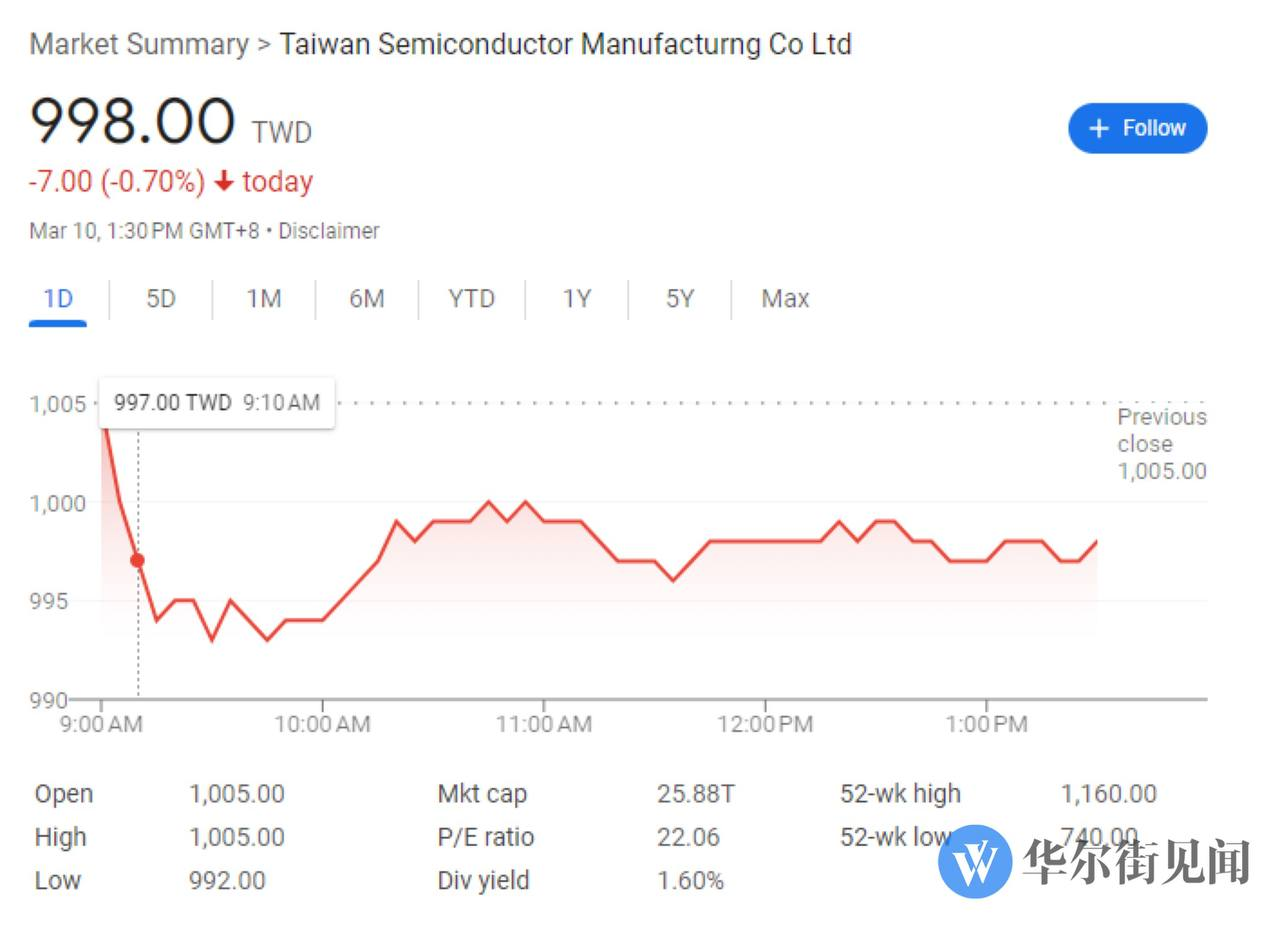 Market Summary > Taiwan Semiconductor Manufacturng Co Ltd
998.00 TWD
+ Follow
-7.00 (-0.70%) ↓ today
Mar 10, 1:30 PM GMT+8 • Disclaimer
1D 5D 1M 6M YTD 1Y 5Y Max
997.00 TWD 9:10 AM
1,005
Previous
close
1,005.00
1,000
995
990
9:00 AM 10:00 AM 11:00 AM 12:00 PM 1:00 PM
Open 1,005.00 Mkt cap 25.88T 52-wk high 1,160.00
High 1,005.00 P/E ratio 22.06 52-wk low 740.00
Low 992.00 Div yield 1.60%
W 华尔街见闻